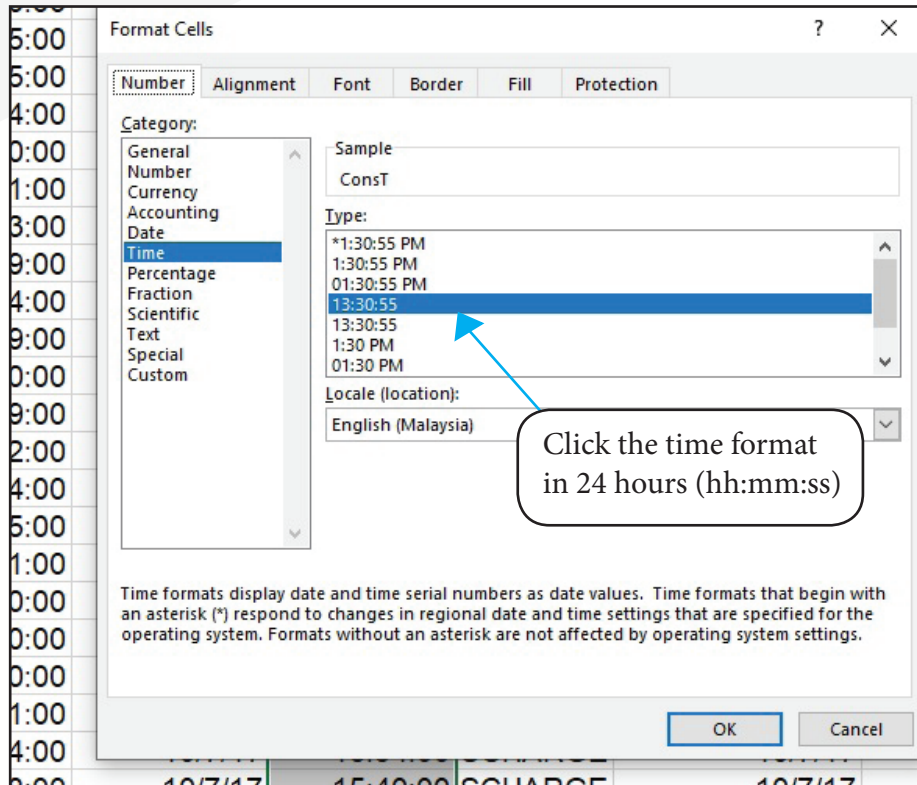 5:00
Format Cells
?
5:00
Number Alignment Font Border Fill Protection
4:00
Category:
0:00
General
Number
Currency
Accounting
Date
Time
Percentage
Fraction
Scientific
Text
Special
Custom
Sample
ConsT
Type:
*1:30:55 PM
1:30:55 PM
01:30:55 PM
13:30:55
13:30:55
1:30 PM
01:30 PM
Locale (location):
English (Malaysia)
Click the time format
in 24 hours (hh:mm:ss)
1:00
3:00
9:00
4:00
9:00
0:00
9:00
2:00
4:00
5:00
1:00
0:00
0:00
0:00
1:00
4:00
Time formats display date and time serial numbers as date values. Time formats that begin with
an asterisk (*) respond to changes in regional date and time settings that are specified for the
operating system. Formats without an asterisk are not affected by operating system settings.
OK Cancel